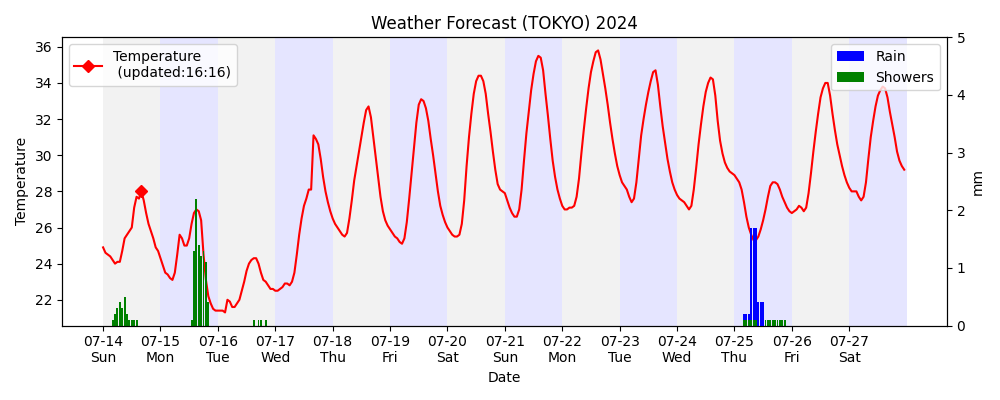 Weather Forecast (TOKYO) 2024
Temperature
(updated:16:16)
Rain
Showers
Temperature
36
34
32
30
28
26
24
22
5
4
3
2
1
0
mm
07-14 07-15 07-16 07-17 07-18 07-19 07-20 07-21 07-22 07-23 07-24 07-25 07-26 07-27
Sun Mon Tue Wed Thu Fri Sat Sun Mon Tue Wed Thu Fri Sat
Date